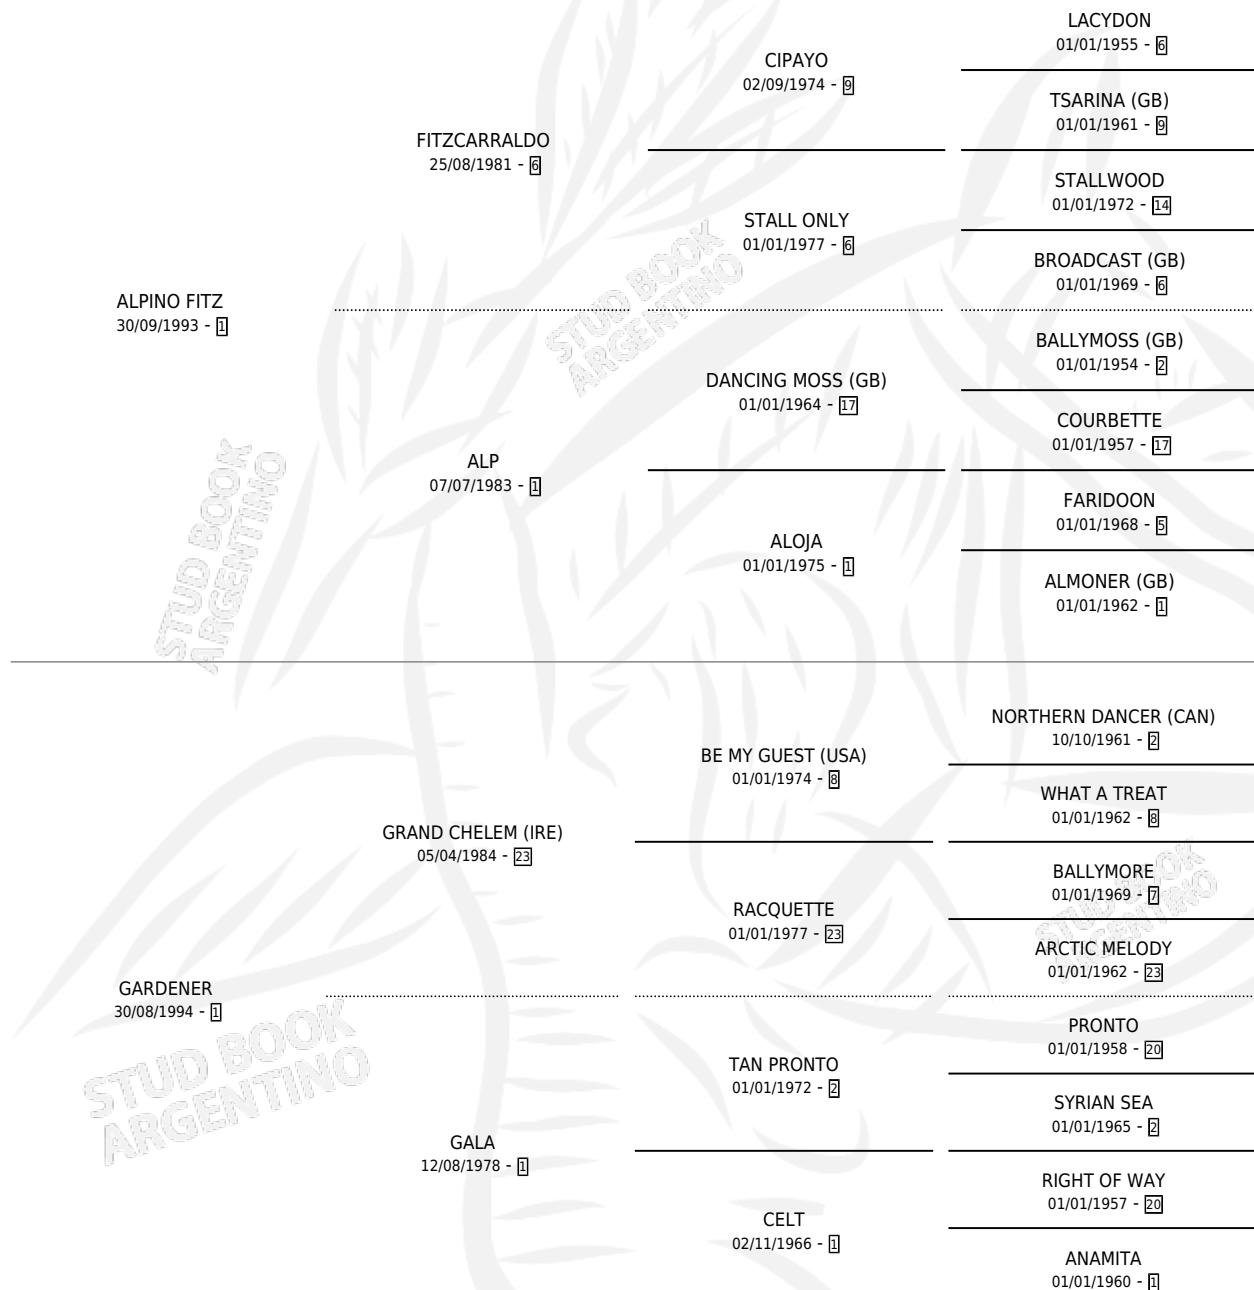 LACYDON
01/01/1955 - 6
CIPAYO
02/09/1974 - 9
TSARINA (GB)
01/01/1961 - 9
FITZCARRALDO
25/08/1981 - 6
STALLWOOD
01/01/1972 - 14
STALL ONLY
01/01/1977 - 6
BROADCAST (GB)
01/01/1969 - 6
ALPINO FITZ
30/09/1993 - 1
STUD BOOK
ARGENTINO
BALLYMOSS (GB)
01/01/1954 - 2
DANCING MOSS (GB)
01/01/1964 - 17
COURBETTE
01/01/1957 - 17
ALP
07/07/1983 - 1
FARIDOON
01/01/1968 - 5
ALOJA
01/01/1975 - 1
ALMONER (GB)
01/01/1962 - 1
STUD BOOK
ARGENTINO
NORTHERN DANCER (CAN)
10/10/1961 - 2
BE MY GUEST (USA)
01/01/1974 - 8
WHAT A TREAT
01/01/1962 - 8
GRAND CHELEM (IRE)
05/04/1984 - 23
BALLYMORE
01/01/1969 - 7
RACQUETTE
01/01/1977 - 23
ARCTIC MELODY
01/01/1962 - 23
STUD BOOK
ARGENTINO
GARDENER
30/08/1994 - 1
PRONTO
01/01/1958 - 20
TAN PRONTO
01/01/1972 - 2
SYRIAN SEA
01/01/1965 - 2
STUD BOOK
ARGENTINO
GALA
12/08/1978 - 1
RIGHT OF WAY
01/01/1957 - 20
CELT
02/11/1966 - 1
ANAMITA
01/01/1960 - 1